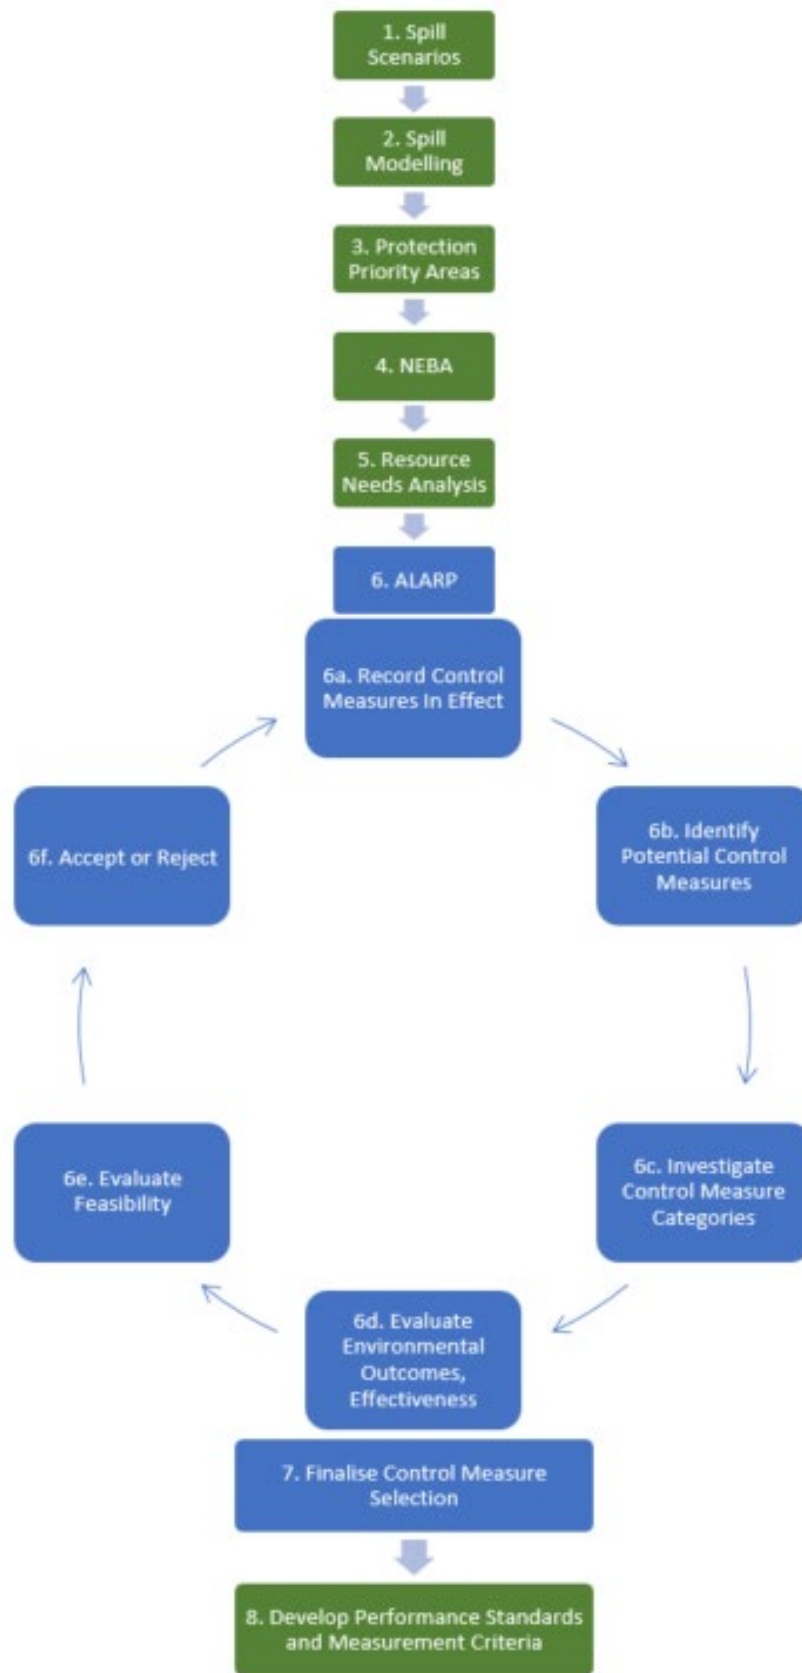 1. Spill
Scenarios
2. Spill
Modelling
3. Protection
Priority Areas
4. NEBA
5. Resource
Needs Analysis
6. ALARP
6a. Record Control
Measures In Effect
6b. Identify
Potential Control
Measures
6c. Investigate
Control Measure
Categories
6d. Evaluate
Environmental
Outcomes,
Effectiveness
6e. Evaluate
Feasibility
6f. Accept or Reject
7. Finalise Control Measure
Selection
8. Develop Performance Standards
and Measurement Criteria